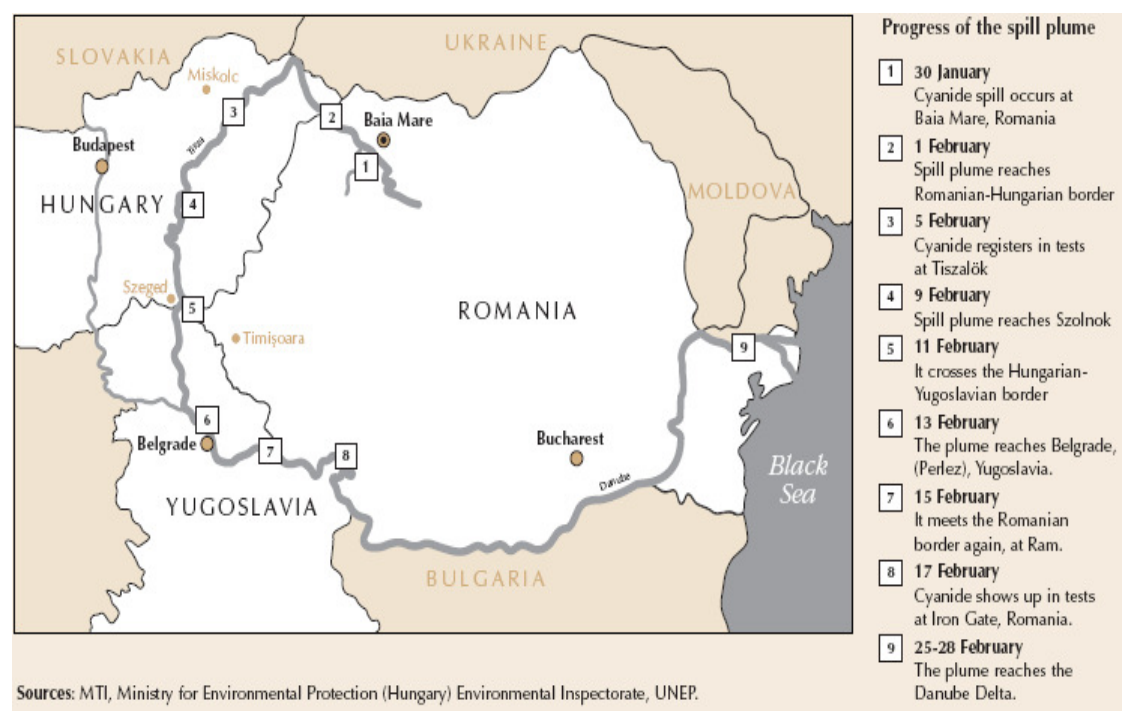 SLOVAKIA
UKRAINE
Miskolc
Baia Mare
Tisza
Budapest
HUNGARY
MOLDOVA
Szeged
Timişoara
ROMANIA
Belgrade
Bucharest
Danube
Black
Sea
YUGOSLAVIA
BULGARIA
1
2
3
4
5
6
7
8
9
Progress of the spill plume
1 30 January
Cyanide spill occurs at
Baia Mare, Romania
2 1 February
Spill plume reaches
Romanian-Hungarian border
3 5 February
Cyanide registers in tests
at Tiszalök
4 9 February
Spill plume reaches Szolnok
5 11 February
It crosses the Hungarian-
Yugoslavian border
6 13 February
The plume reaches Belgrade,
(Perlez), Yugoslavia.
7 15 February
It meets the Romanian
border again, at Ram.
8 17 February
Cyanide shows up in tests
at Iron Gate, Romania.
9 25-28 February
The plume reaches the
Danube Delta.
Sources: MTI, Ministry for Environmental Protection (Hungary) Environmental Inspectorate, UNEP.